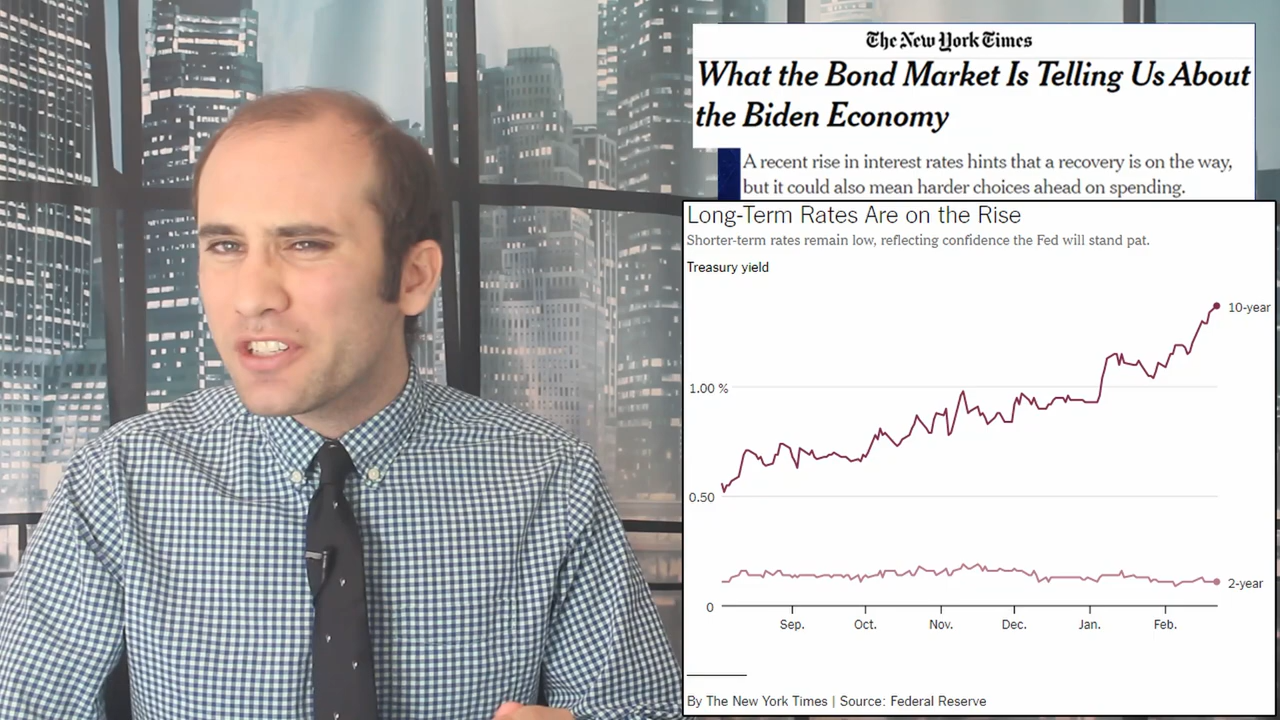 The New York Times
What the Bond Market Is Telling Us About
the Biden Economy
A recent rise in interest rates hints that a recovery is on the way,
but it could also mean harder choices ahead on spending.
Long-Term Rates Are on the Rise
Shorter-term rates remain low, reflecting confidence the Fed will stand pat.
Treasury yield
10-year
1.00 %
0.50
2-year
0
Sep. Oct. Nov. Dec. Jan. Feb.
By The New York Times | Source: Federal Reserve